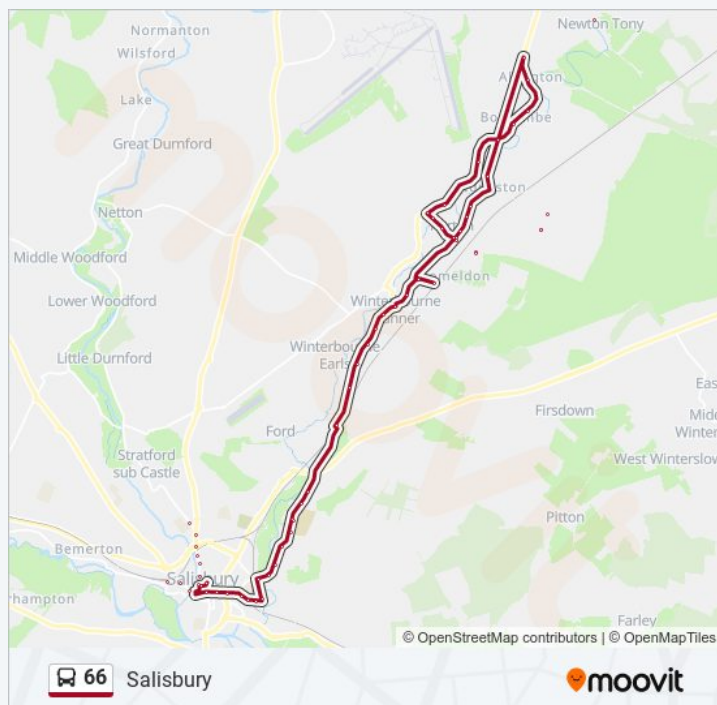 Newton Tony
Normanton
Wilsford
Lake
Great Durnford
Netton
Middle Woodford
Lower Woodford
Winterbourne
Winterbourne
Earls
Little Durnford
Firsdown
Ford
Stratford
sub Castle
West Winterslow
Pitton
Bemerton
Salisbury
Farley
© OpenStreetMap contributors | © OpenMapTiles
66 Salisbury
moovit